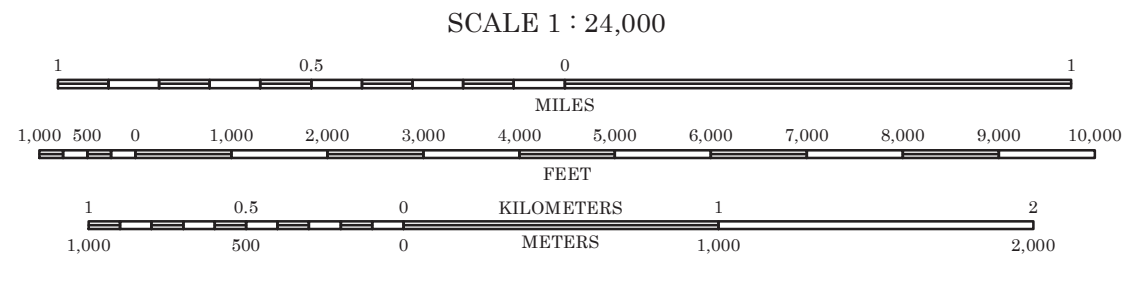 SCALE 1 : 24,000
1 0.5 0 1
MILES
1,000 500 0 1,000 2,000 3,000 4,000 5,000 6,000 7,000 8,000 9,000 10,000
FEET
1 0.5 0 KILOMETERS 1 2
1,000 500 0 METERS 1,000 2,000